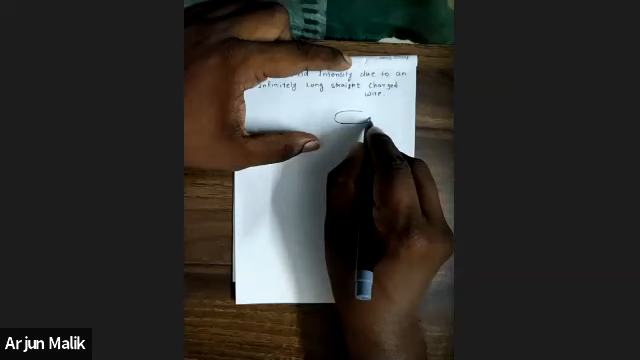 Intensity due to an
Infinitely Long straight Charged
wire.
Arjun Malik